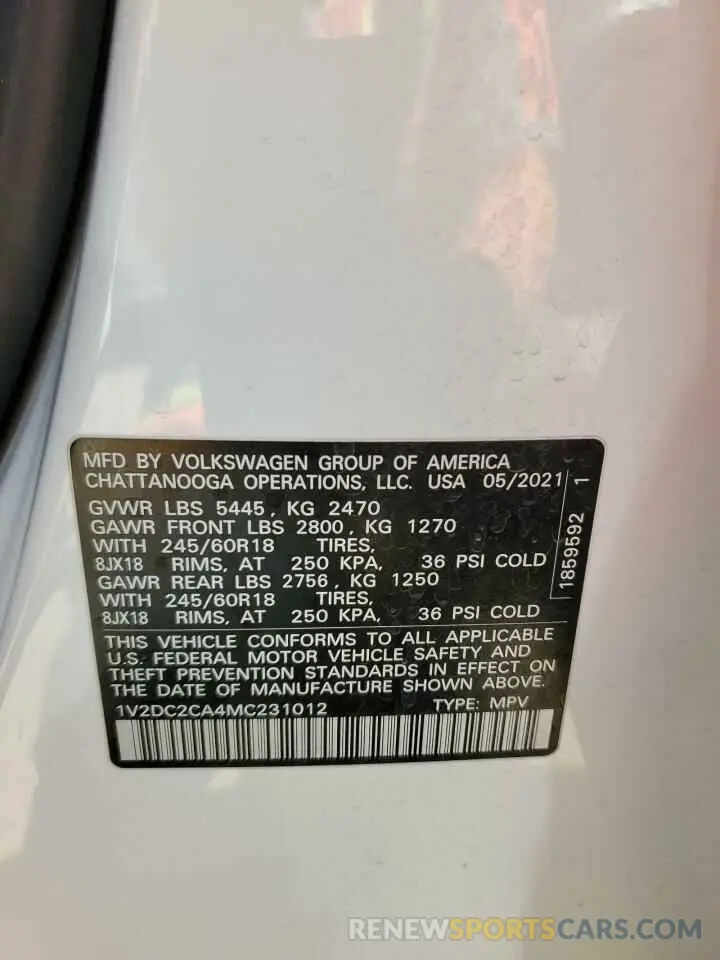 MFD BY VOLKSWAGEN GROUP OF AMERICA
CHATTANOOGA OPERATIONS, LLC. USA 05/2021
GVWR LBS 5445, KG 2470
GAWR FRONT LBS 2800, KG 1270
WITH 245/60R18 TIRES,
8JX18 RIMS, AT 250 KPA, 36 PSI COLD
GAWR REAR LBS 2756, KG 1250
WITH 245/60R18 TIRES,
8JX18 RIMS, AT 250 KPA, 36 PSI COLD
THIS VEHICLE CONFORMS TO ALL APPLICABLE
U.S. FEDERAL MOTOR VEHICLE SAFETY AND
THEFT PREVENTION STANDARDS IN EFFECT ON
THE DATE OF MANUFACTURE SHOWN ABOVE.
1V2DC2CA4MC231012 TYPE: MPV
1859592 1
RENEWSPORTSCARS.COM